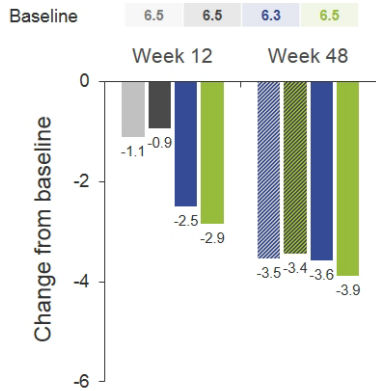 Baseline 6.5 6.5 6.3 6.5
Week 12 Week 48
Change from baseline
0
-2
-4
-6
-1.1 -0.9 -2.5 -2.9 -3.5 -3.4 -3.6 -3.9